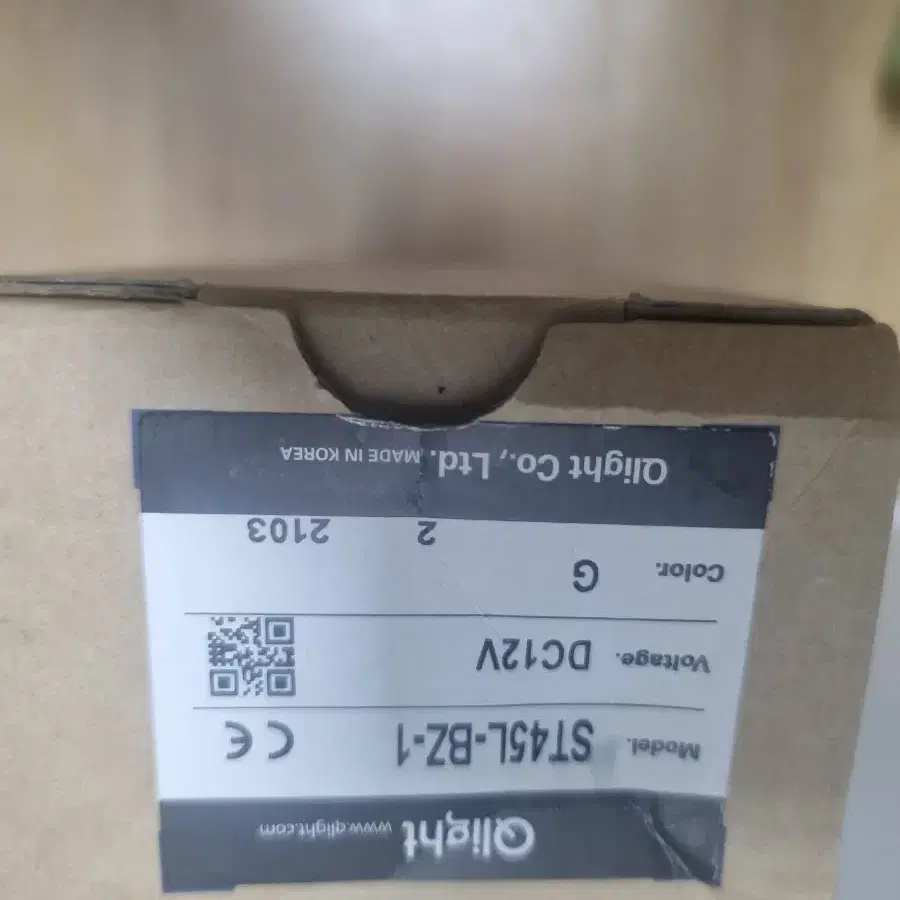 Qlight www.qlight.com
Model. ST45L-BZ-1 CE
Voltage. DC12V
Color. G
2 2103
Qlight Co., Ltd. MADE IN KOREA